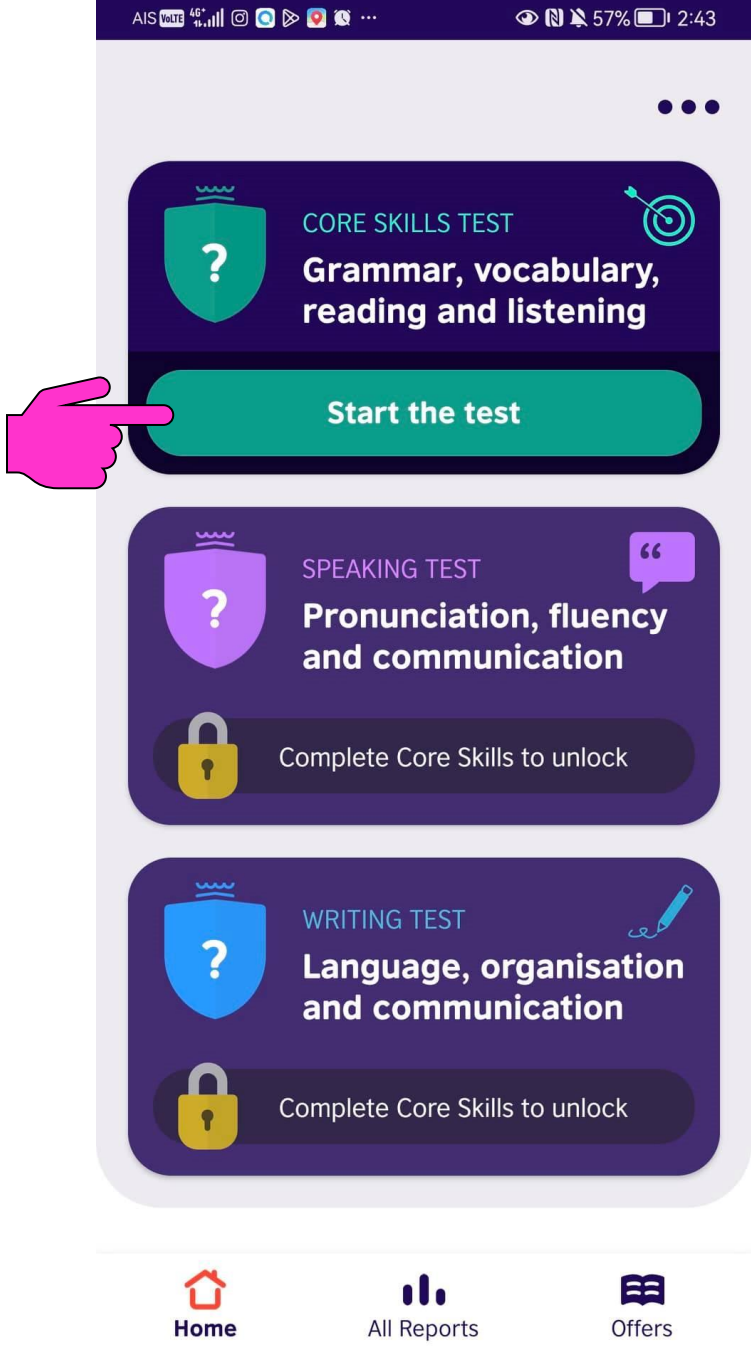 AIS VoLTE 4G+ 57% 2:43
?
CORE SKILLS TEST
Grammar, vocabulary,
reading and listening
Start the test
?
“
SPEAKING TEST
Pronunciation, fluency
and communication
Complete Core Skills to unlock
?
WRITING TEST
Language, organisation
and communication
Complete Core Skills to unlock
Home All Reports Offers